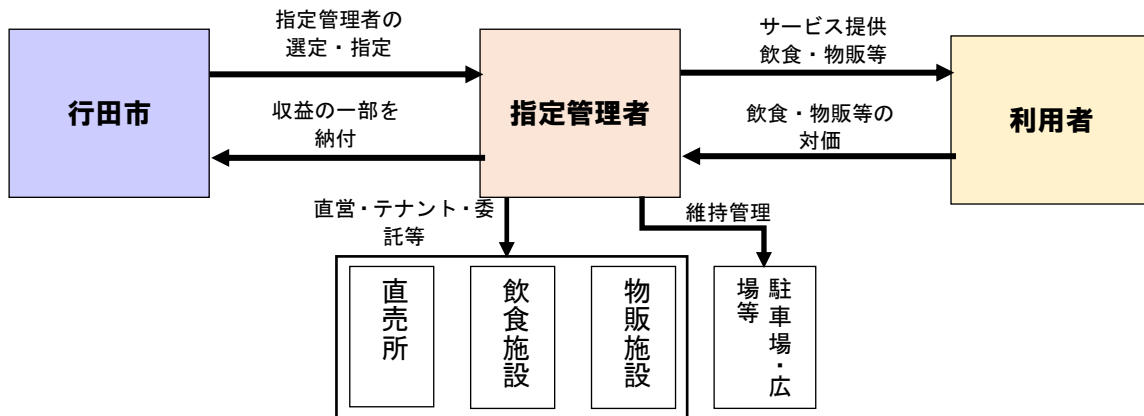 指定管理者の
選定・指定
サービス提供
飲食・物販等
行田市
指定管理者
利用者
収益の一部を
納付
飲食・物販等の
対価
直営・テナント・委
託等
維持管理
直売所
飲食施設
物販施設
駐車場・広
場等